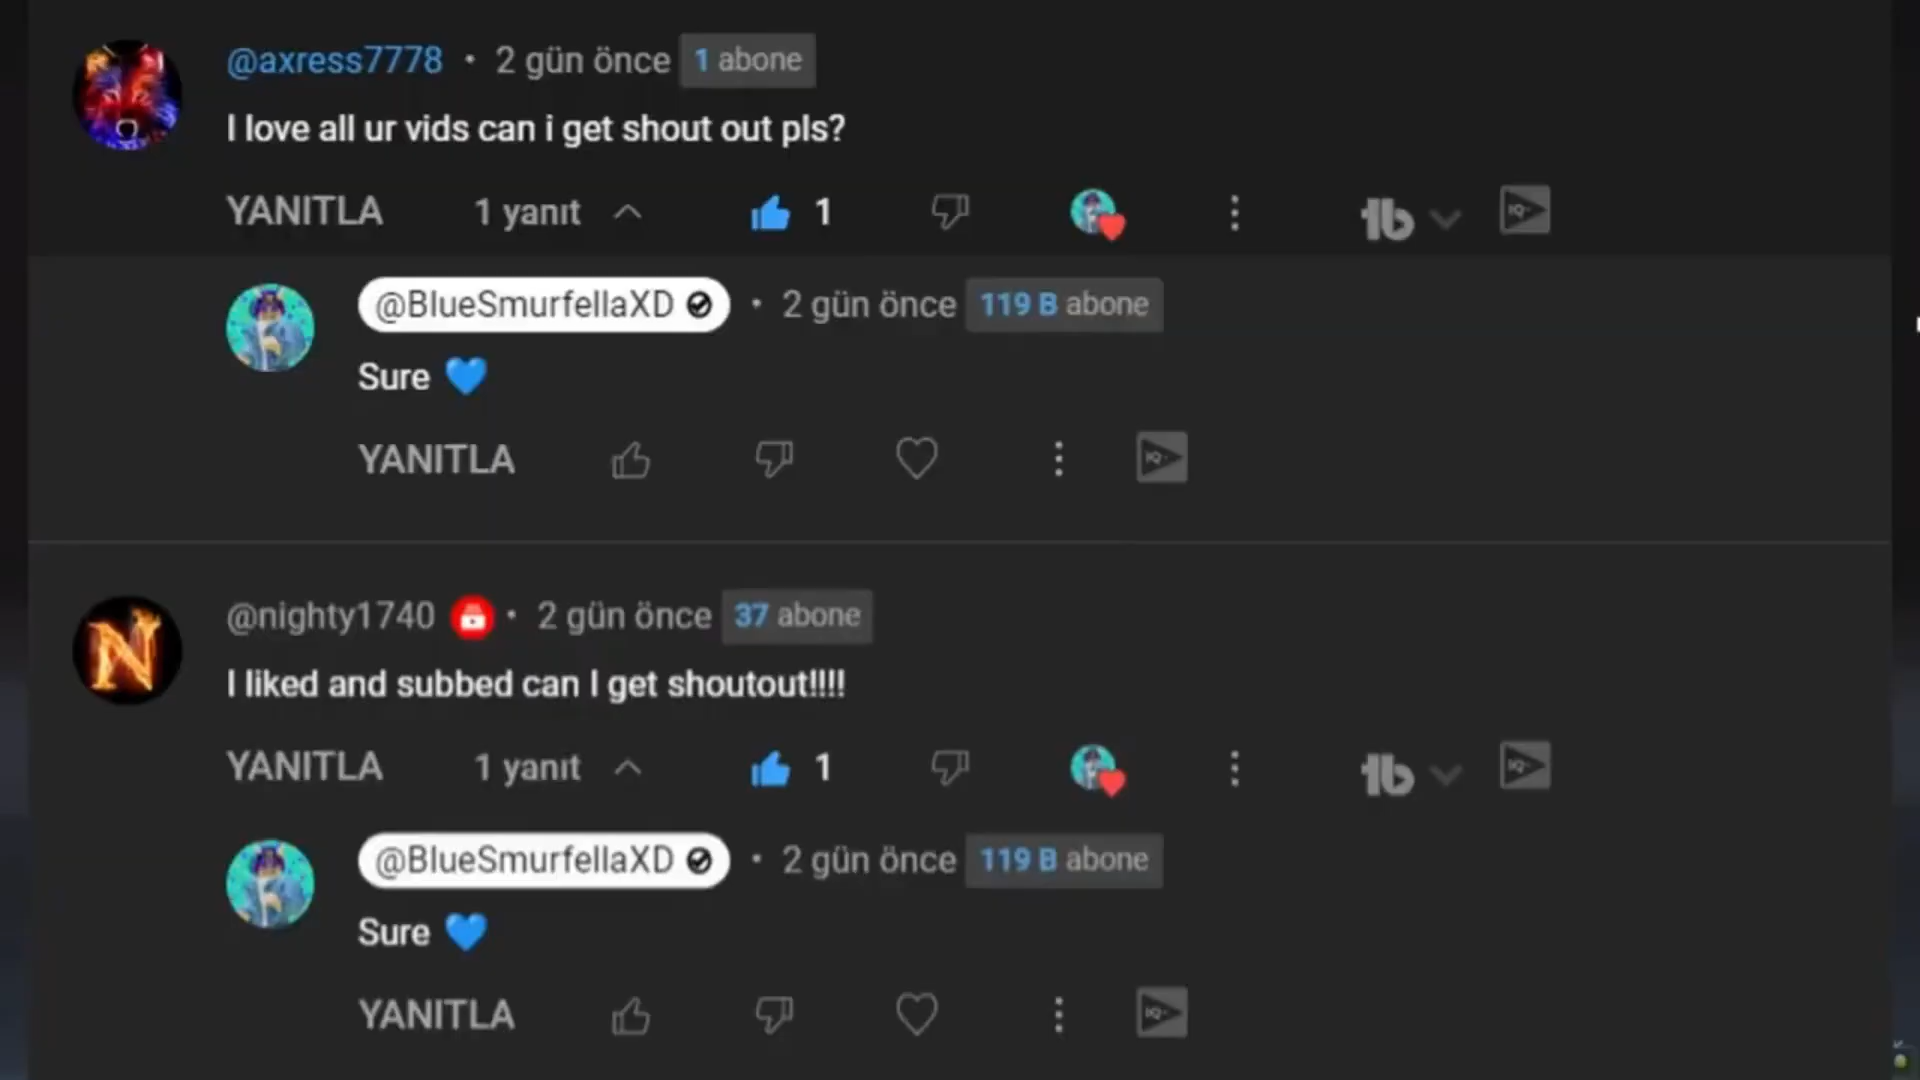 @axress7778 • 2 gün önce 1 abone
I love all ur vids can i get shout out pls?
YANITLA 1 yanıt 1
@BlueSmurfellaXD • 2 gün önce 119 B abone
Sure 💙
YANITLA
@nighty1740 • 2 gün önce 37 abone
I liked and subbed can I get shoutout!!!!
YANITLA 1 yanıt 1
@BlueSmurfellaXD • 2 gün önce 119 B abone
Sure 💙
YANITLA